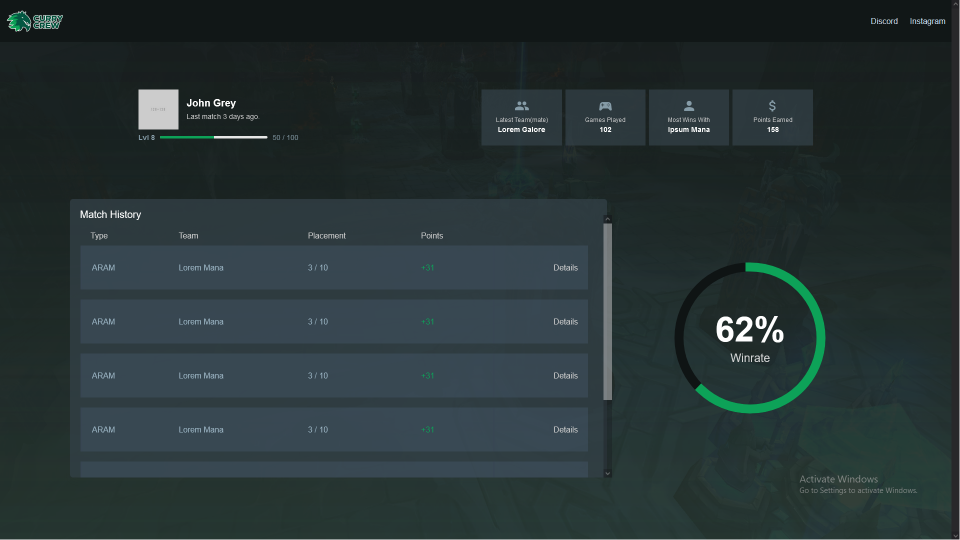 CURRY
CREW
Discord Instagram
John Grey
Last match 3 days ago.
Lvl 8 50 / 100
Latest Team(mate)
Lorem Galore
Games Played
102
Most Wins With
Ipsum Mana
Points Earned
158
Match History
Type Team Placement Points
ARAM Lorem Mana 3 / 10 +31 Details
ARAM Lorem Mana 3 / 10 +31 Details
ARAM Lorem Mana 3 / 10 +31 Details
ARAM Lorem Mana 3 / 10 +31 Details
62%
Winrate
Activate Windows
Go to Settings to activate Windows.